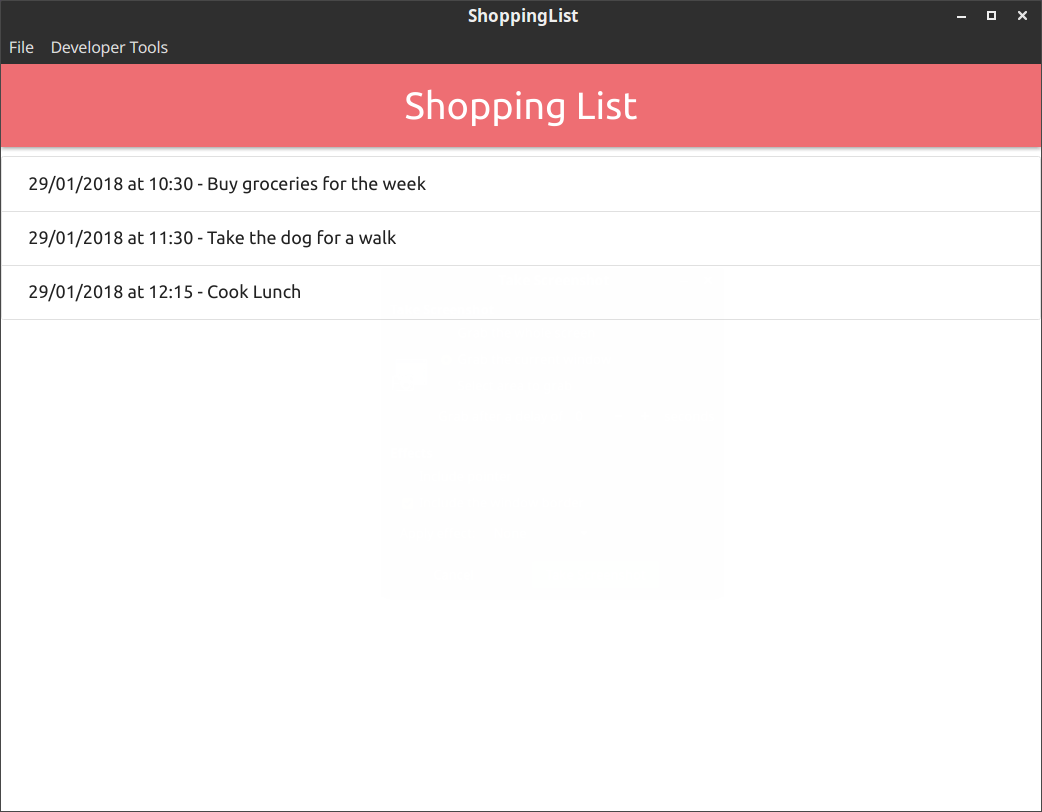 ShoppingList
File Developer Tools
Shopping List
29/01/2018 at 10:30 - Buy groceries for the week
29/01/2018 at 11:30 - Take the dog for a walk
29/01/2018 at 12:15 - Cook Lunch